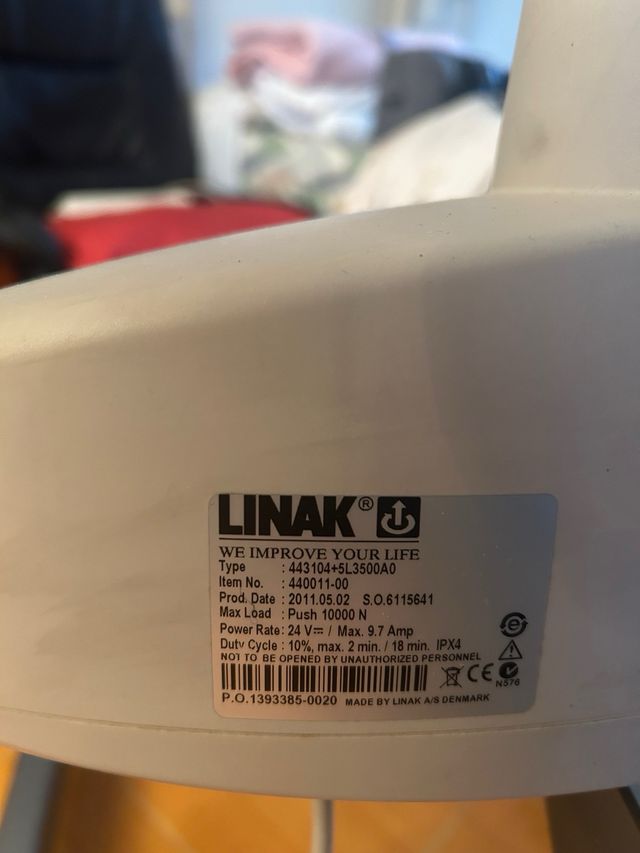 LINAK®
WE IMPROVE YOUR LIFE
Type : 443104+5L3500A0
Item No. : 440011-00
Prod. Date : 2011.05.02 S.O.6115641
Max Load : Push 10000 N
Power Rate: 24 V⎓ / Max. 9.7 Amp
Duty Cycle : 10%, max. 2 min. / 18 min. IPX4
NOT TO BE OPENED BY UNAUTHORIZED PERSONNEL
CE
N576
P.O.1393385-0020 MADE BY LINAK A/S DENMARK